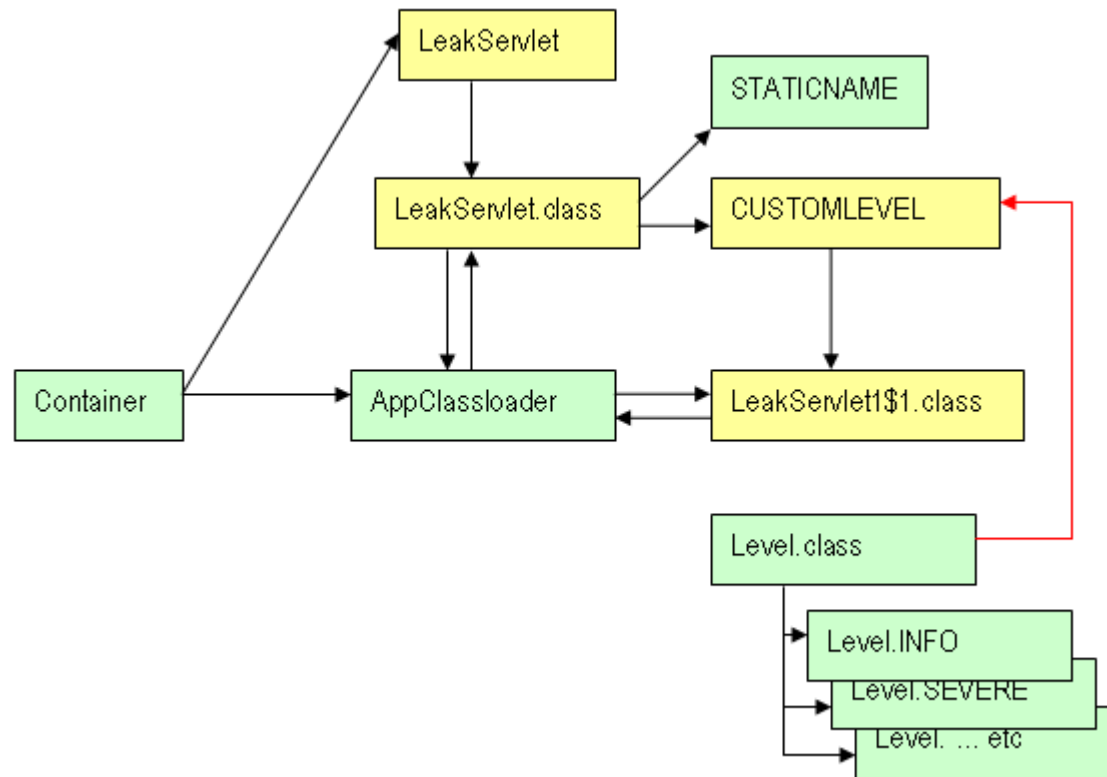 LeakServlet
STATICNAME
LeakServlet.class
CUSTOMLEVEL
Container
AppClassloader
LeakServlet1$1.class
Level.class
Level.INFO
Level.SEVERE
Level. ... etc